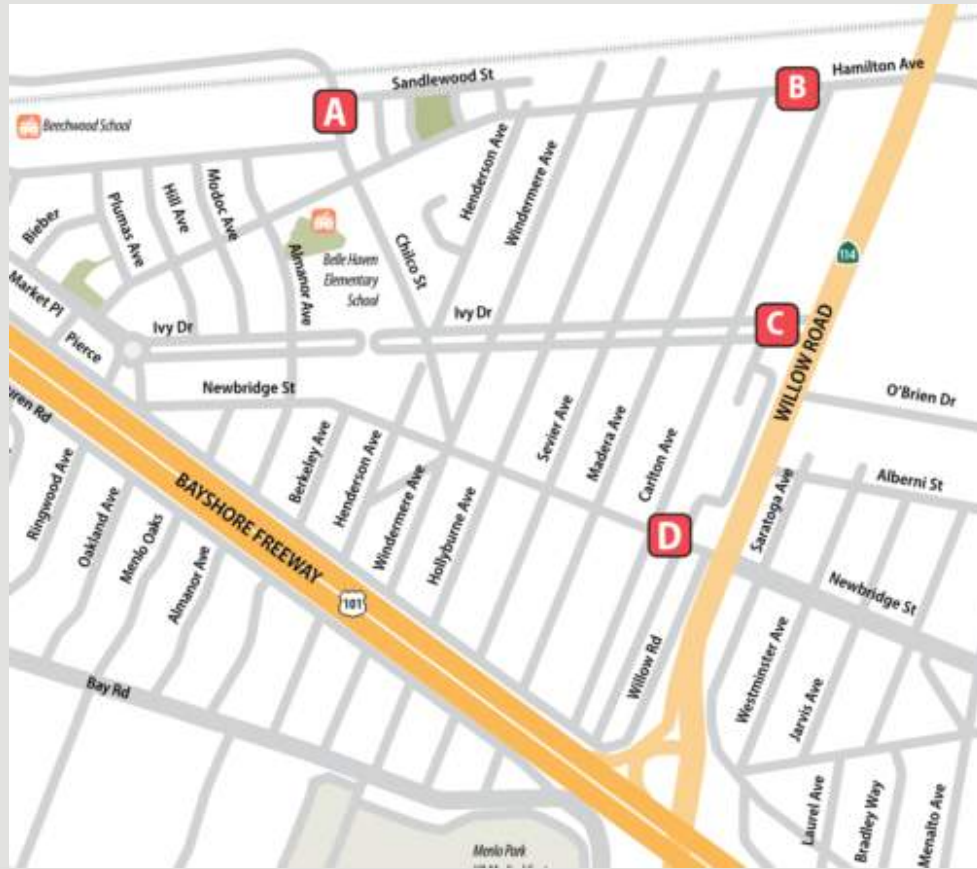 Hamilton Ave
Sandlewood St
B
A
Beechwood School
Henderson Ave
Windermere Ave
Plumas Ave
Hill Ave
Modoc Ave
Bieber
Almanor Ave
Belle Haven
Elementary
School
Chilco St
114
Market Pl
Ivy Dr
Ivy Dr
C
WILLOW ROAD
Pierce
Newbridge St
O'Brien Dr
Ringwood Ave
Oakland Ave
Menlo Oaks
Almanor Ave
BAYSHORE FREEWAY
101
Berkeley Ave
Henderson Ave
Windermere Ave
Hollyburne Ave
Sevier Ave
Madera Ave
Carlton Ave
D
Saratoga Ave
Alberni St
Newbridge St
Willow Rd
Westminster Ave
Jarvis Ave
Bay Rd
Laurel Ave
Bradley Way
Menalto Ave
Menlo Park